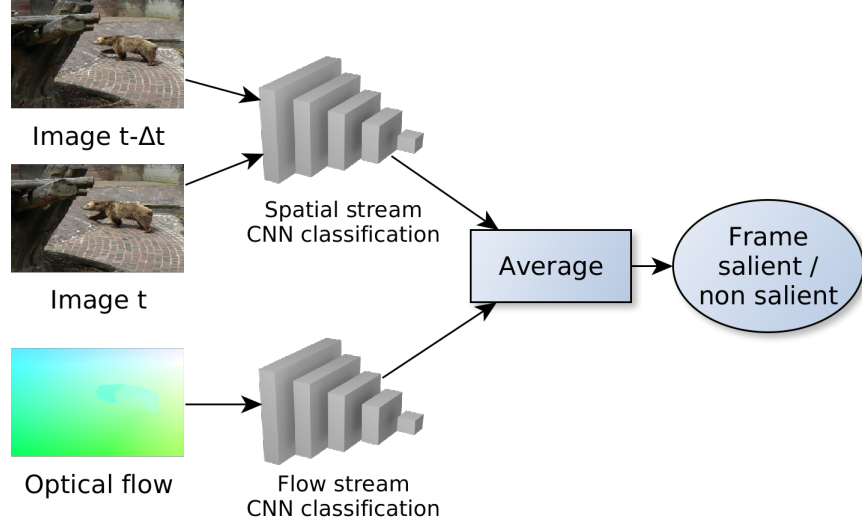 Image t-Δt
Image t
Optical flow
Spatial stream
CNN classification
Flow stream
CNN classification
Average
Frame
salient /
non salient